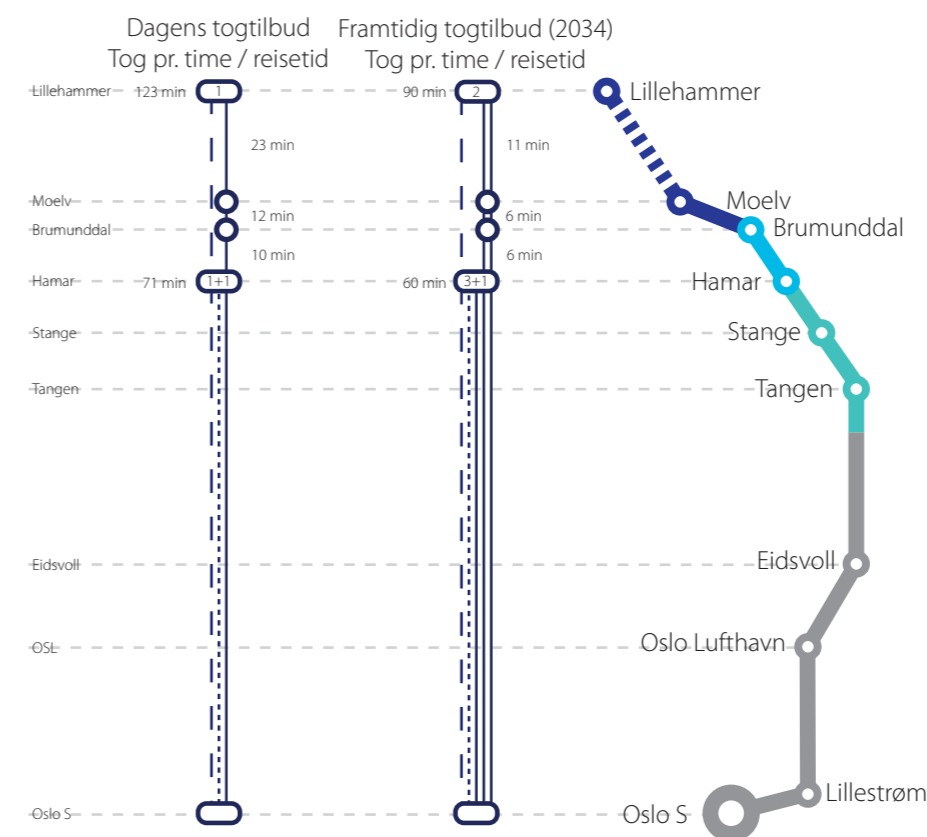 Dagens togtilbud
Tog pr. time / reisetid
Framtidig togtilbud (2034)
Tog pr. time / reisetid
Lillehammer 123 min 1 90 min 2 Lillehammer
23 min 11 min
Moelv Moelv
12 min 6 min
Brumunddal Brumunddal
10 min 6 min
Hamar 71 min 1+1 60 min 3+1 Hamar
Stange Stange
Tangen Tangen
Eidsvoll Eidsvoll
OSL Oslo Lufthavn
Lillestrøm
Oslo S Oslo S